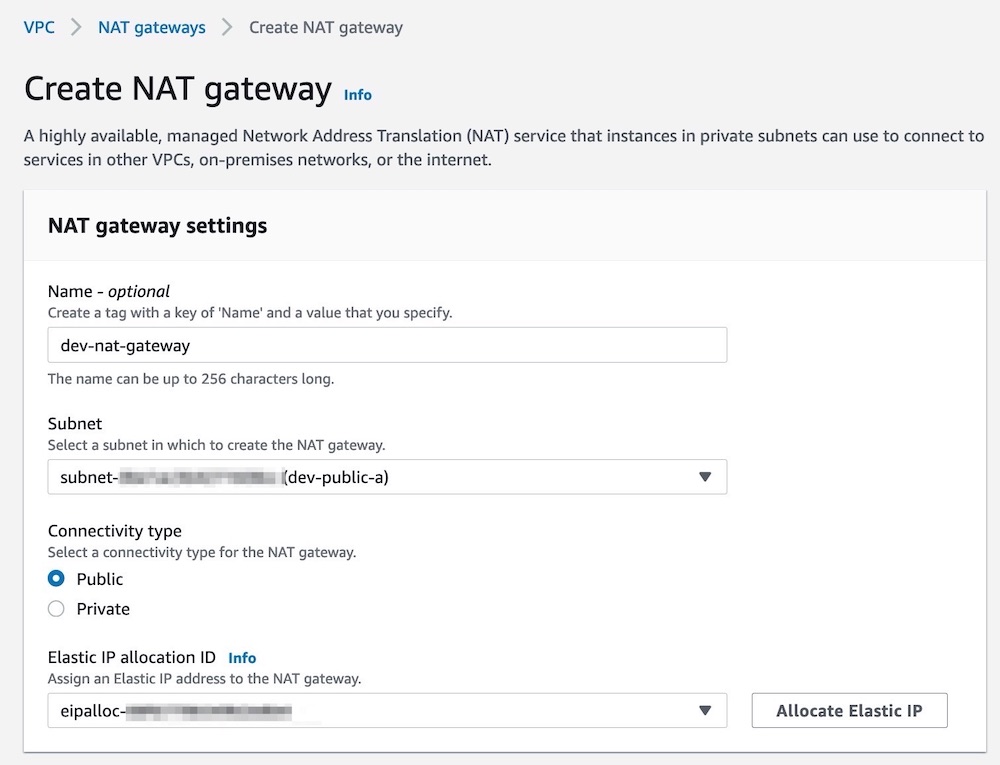 VPC > NAT gateways > Create NAT gateway
Create NAT gateway Info
A highly available, managed Network Address Translation (NAT) service that instances in private subnets can use to connect to
services in other VPCs, on-premises networks, or the internet.
NAT gateway settings
Name - optional
Create a tag with a key of 'Name' and a value that you specify.
dev-nat-gateway
The name can be up to 256 characters long.
Subnet
Select a subnet in which to create the NAT gateway.
subnet- (dev-public-a)
Connectivity type
Select a connectivity type for the NAT gateway.
Public
Private
Elastic IP allocation ID Info
Assign an Elastic IP address to the NAT gateway.
eipalloc-
Allocate Elastic IP